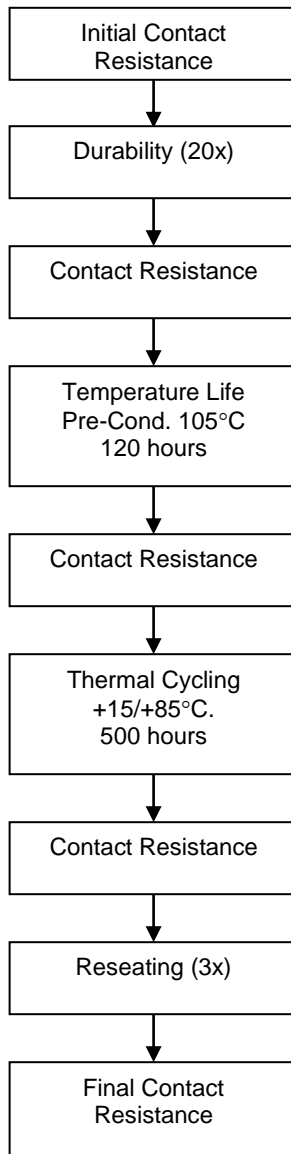 Initial Contact
Resistance
Durability (20x)
Contact Resistance
Temperature Life
Pre-Cond. 105°C
120 hours
Contact Resistance
Thermal Cycling
+15/+85°C.
500 hours
Contact Resistance
Reseating (3x)
Final Contact
Resistance